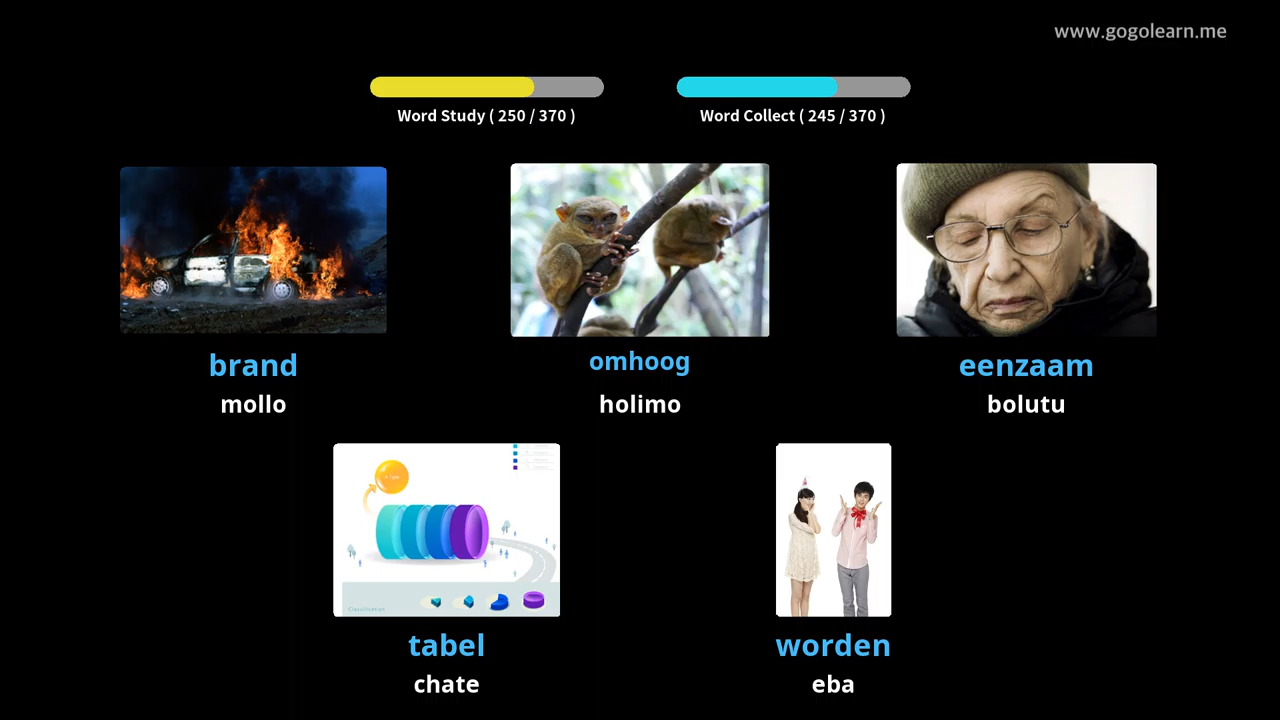 www.gogolearn.me
Word Study ( 250 / 370 )
Word Collect ( 245 / 370 )
brand
mollo
omhoog
holimo
eenzaam
bolutu
tabel
chate
worden
eba